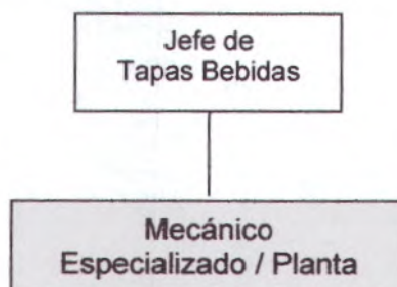 Jefe de
Tapas Bebidas
Mecánico
Especializado / Planta